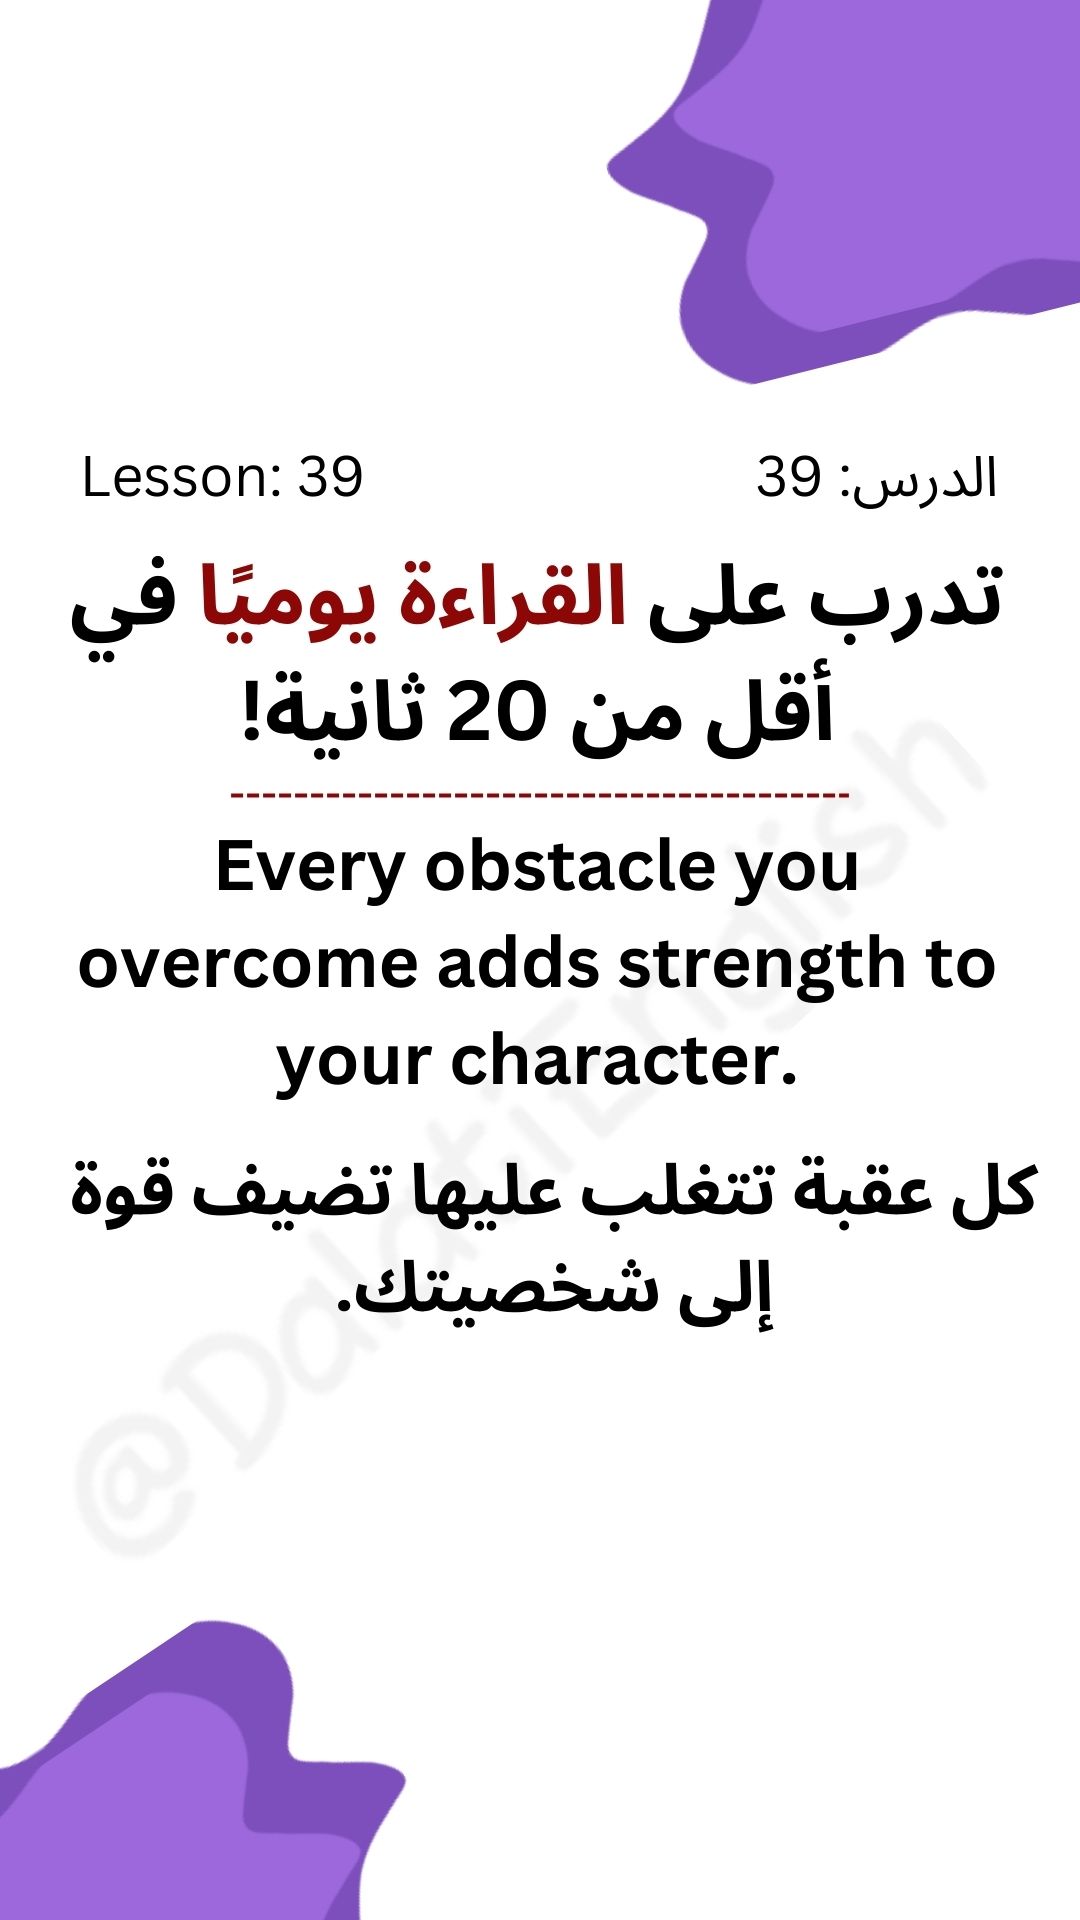 Lesson: 39
الدرس: 39
تدرب على القراءة يوميًا في
أقل من 20 ثانية!
---------------------------------------
Every obstacle you
overcome adds strength to
your character.
كل عقبة تتغلب عليها تضيف قوة
إلى شخصيتك.
@DalatiEnglish